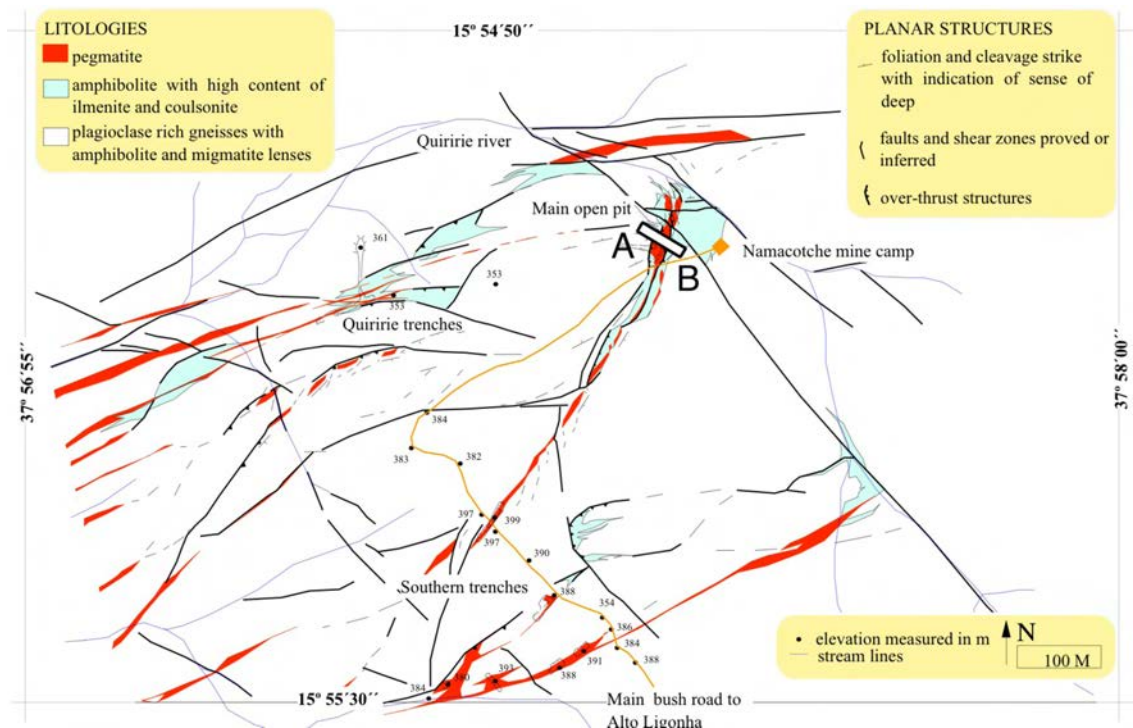 LITOLOGIES
pegmatite
amphibolite with high content of
ilmenite and coulsonite
plagioclase rich gneisses with
amphibolite and migmatite lenses
15º 54´50´´
PLANAR STRUCTURES
foliation and cleavage strike
with indication of sense of
deep
faults and shear zones proved or
inferred
over-thrust structures
Quiririe river
Main open pit
A
B
Namacotche mine camp
361
353
353
Quiririe trenches
37º 56´55´´
37º 58´00´´
384
383
382
397
399
397
390
Southern trenches
388
354
386
384
388
391
388
393
380
384
15º 55´30´´
Main bush road to
Alto Ligonha
elevation measured in m
stream lines
N
100 M